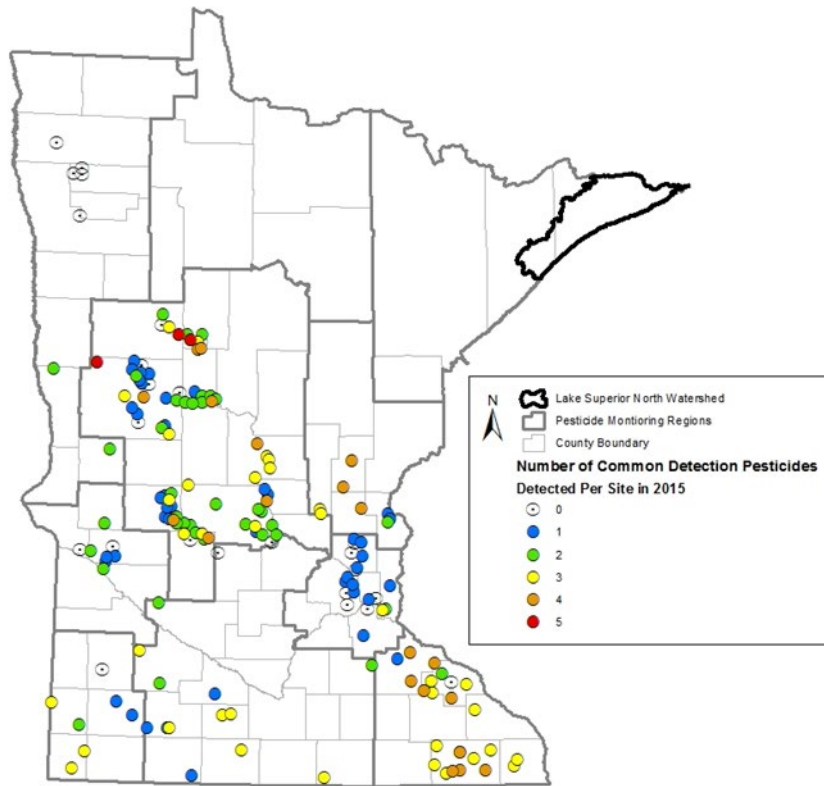 N
Lake Superior North Watershed
Pesticide Montioring Regions
County Boundary
Number of Common Detection Pesticides
Detected Per Site in 2015
0
1
2
3
4
5